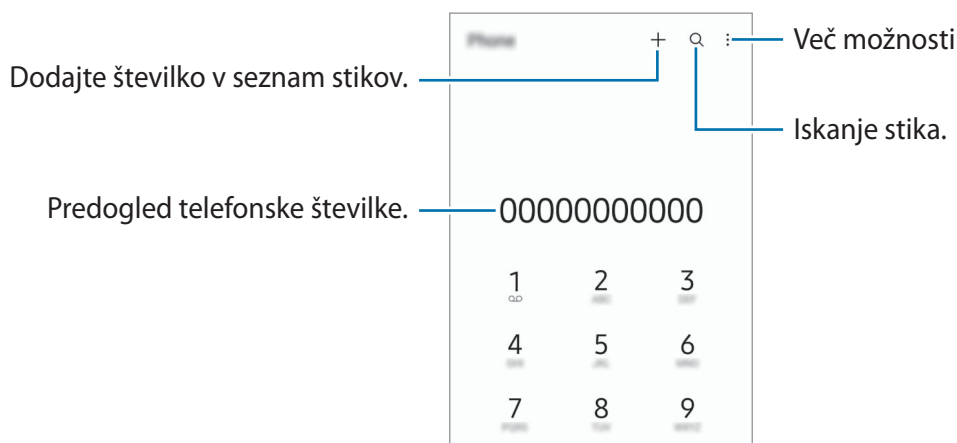 Phone
Več možnosti
Dodajte številko v seznam stikov.
Iskanje stika.
Predogled telefonske številke.
00000000000
1 2 3
ABC DEF
4 5 6
GHI JKL MNO
7 8 9
PQRS TUV WXYZ